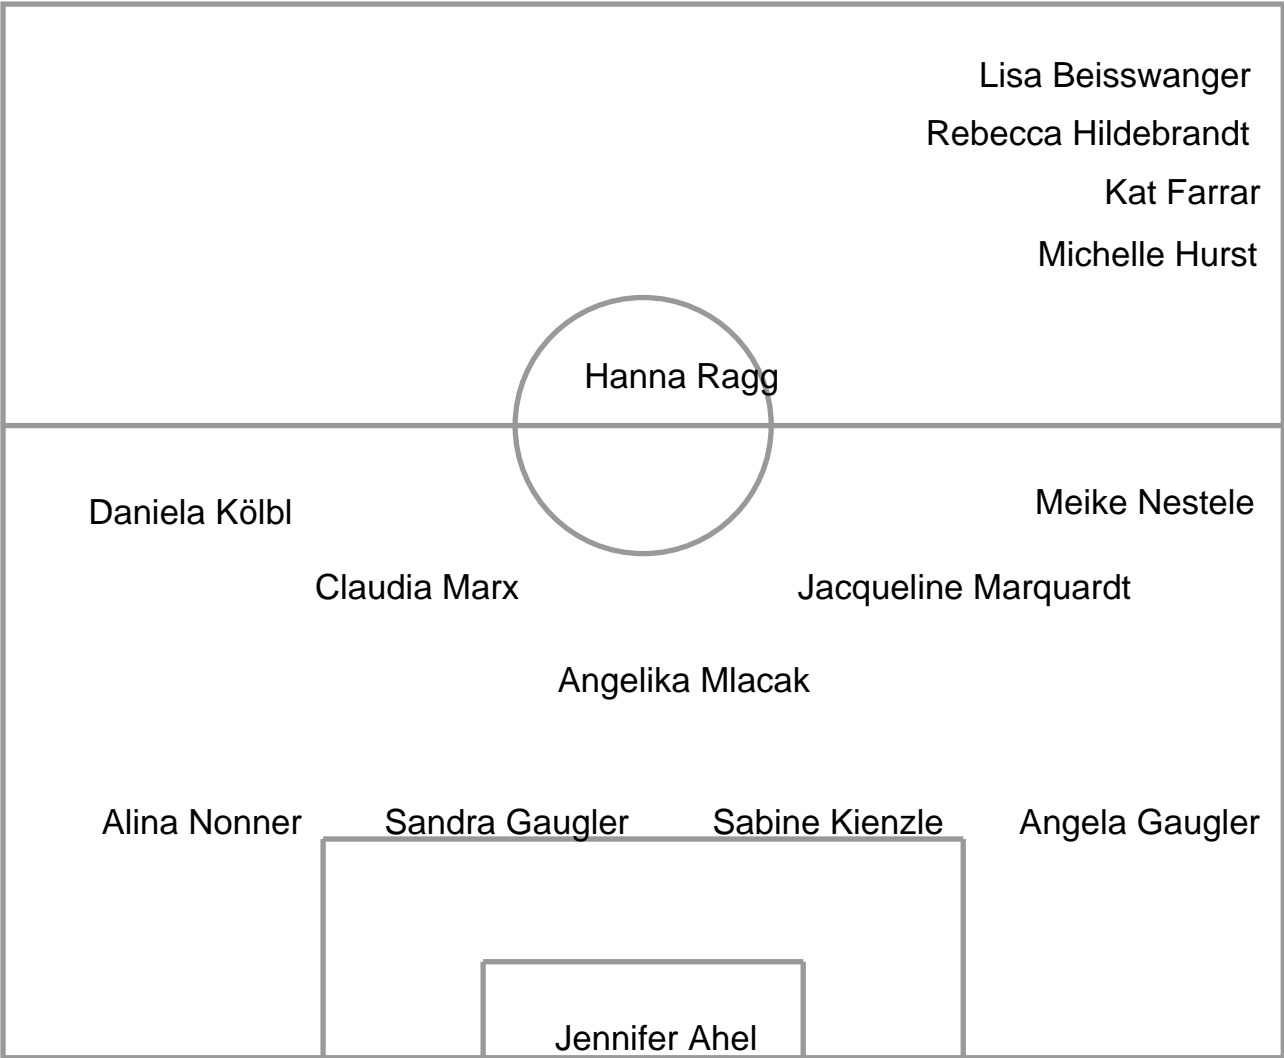 Lisa Beisswanger
Rebecca Hildebrandt
Kat Farrar
Michelle Hurst
Hanna Ragg
Meike Nestele
Daniela Kölbl
Claudia Marx
Jacqueline Marquardt
Angelika Mlacak
Alina Nonner
Sandra Gaugler
Sabine Kienzle
Angela Gaugler
Jennifer Ahel